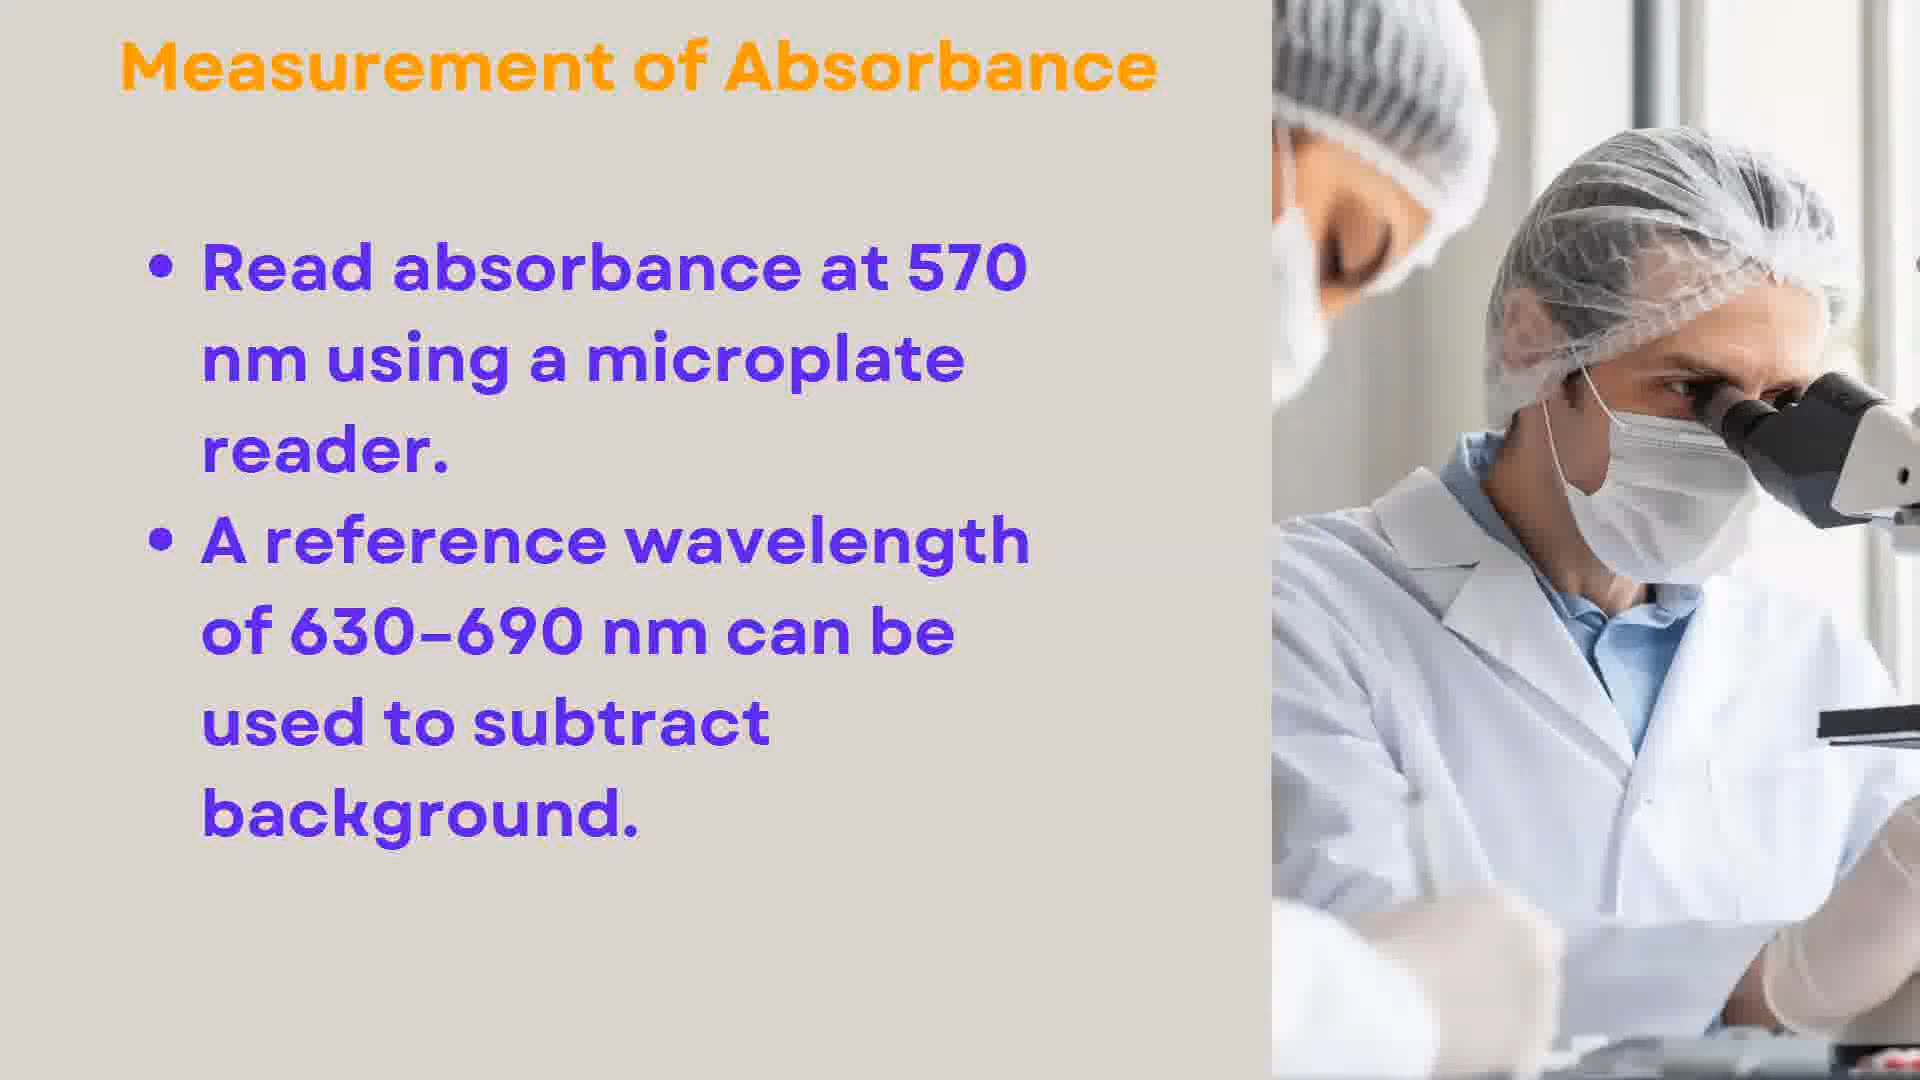 Measurement of Absorbance
• Read absorbance at 570
nm using a microplate
reader.
• A reference wavelength
of 630–690 nm can be
used to subtract
background.